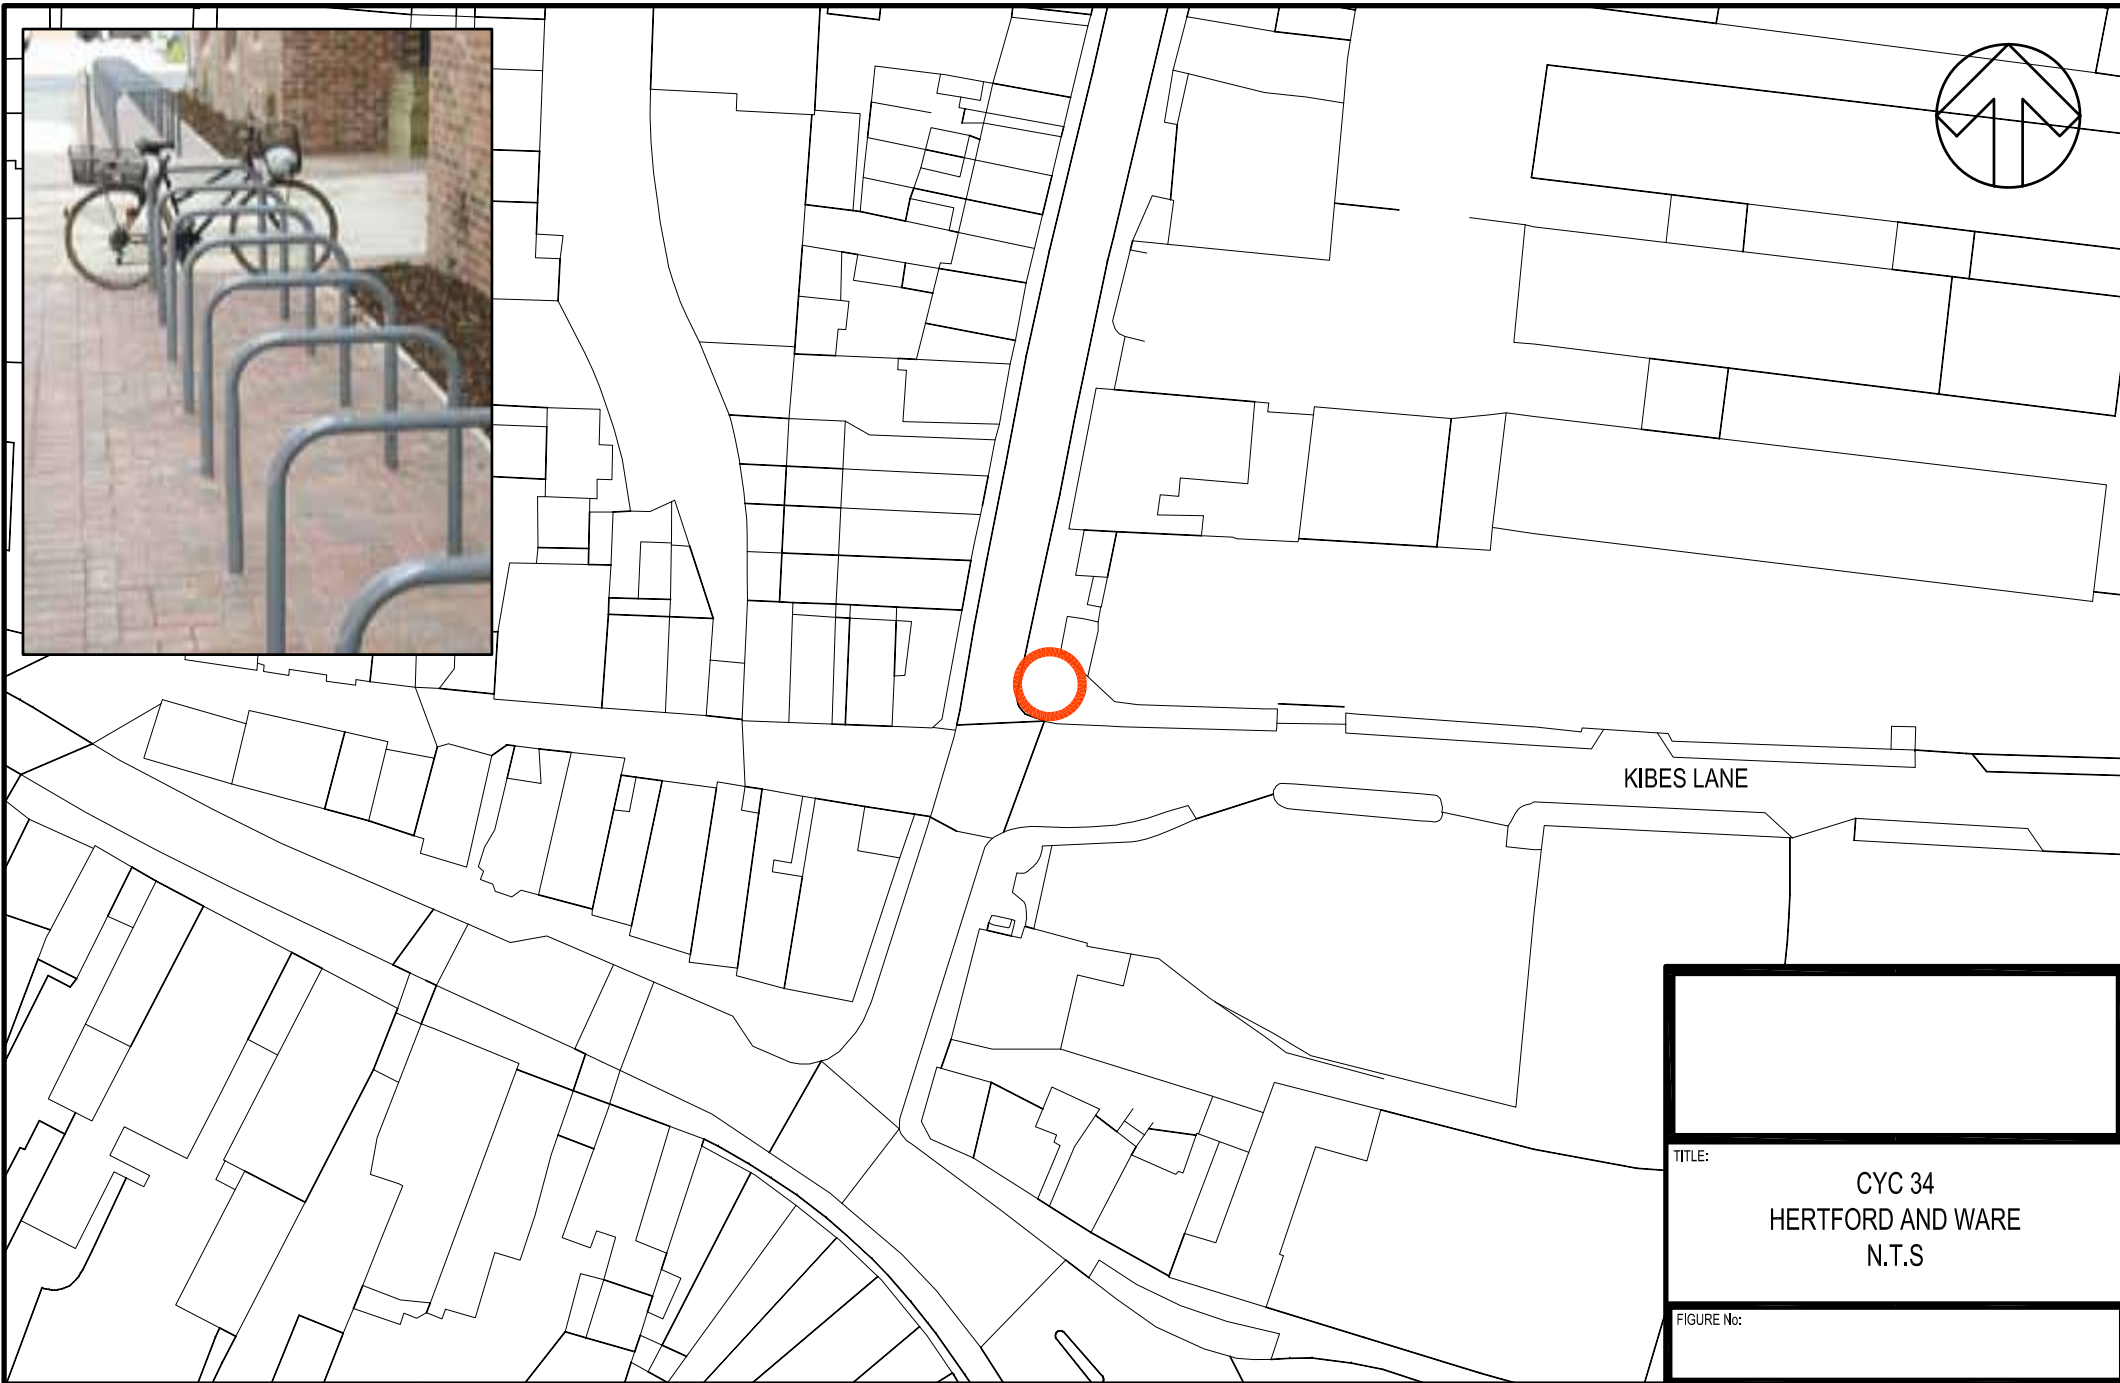 KIBES LANE
TITLE:
CYC 34
HERTFORD AND WARE
N.T.S
FIGURE No: